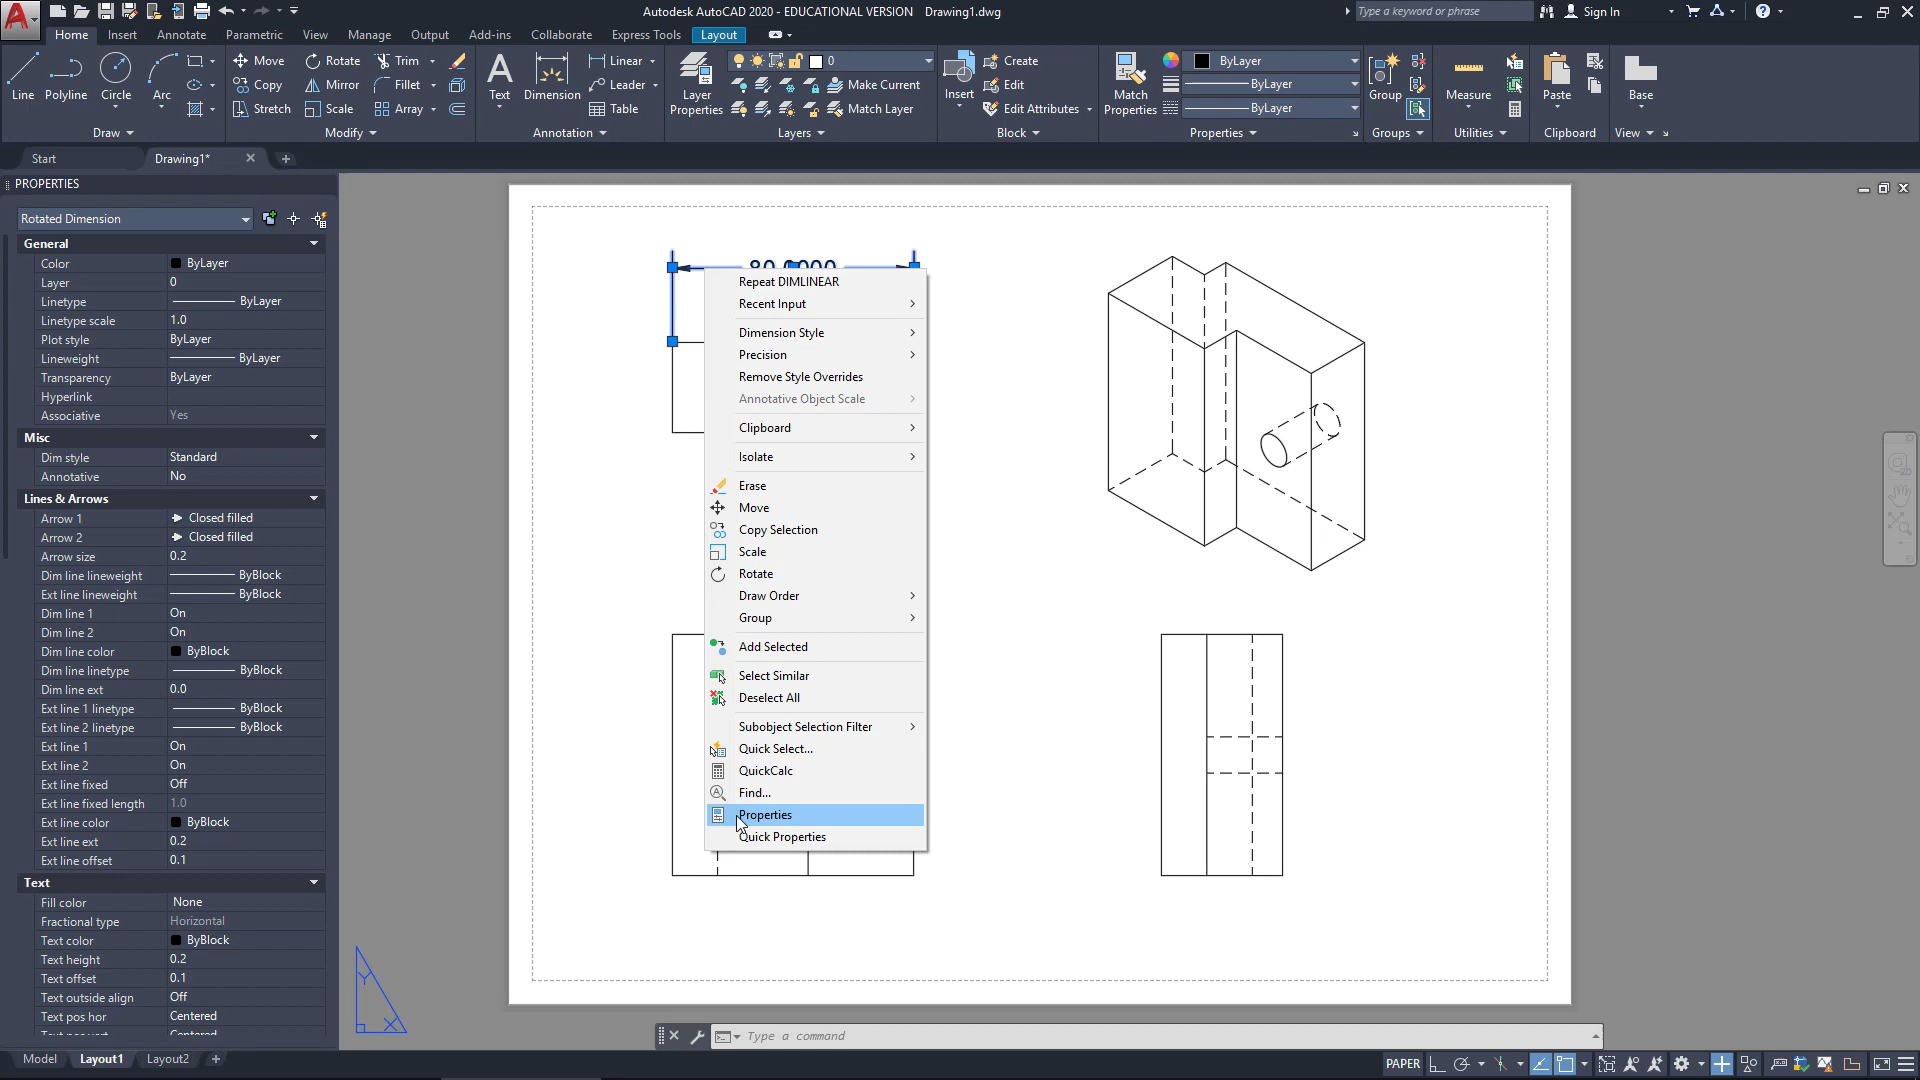 Autodesk AutoCAD 2020 - EDUCATIONAL VERSION Drawing1.dwg
Type a keyword or phrase
Sign In
Home Insert Annotate Parametric View Manage Output Add-ins Collaborate Express Tools Layout
Line Polyline Circle Arc
Draw
Move Rotate Trim
Copy Mirror Fillet
Stretch Scale Array
Modify
Text Dimension
Linear
Leader
Table
Annotation
Layer Properties
0
Make Current
Match Layer
Layers
Insert
Create
Edit
Edit Attributes
Block
Match Properties
ByLayer
ByLayer
ByLayer
Properties
Group
Groups
Measure
Utilities
Paste
Clipboard
Base
View
Start
Drawing1*
PROPERTIES
Rotated Dimension
General
Color ByLayer
Layer 0
Linetype ByLayer
Linetype scale 1.0
Plot style ByLayer
Lineweight ByLayer
Transparency ByLayer
Hyperlink
Associative Yes
Misc
Dim style Standard
Annotative No
Lines & Arrows
Arrow 1 Closed filled
Arrow 2 Closed filled
Arrow size 0.2
Dim line lineweight ByBlock
Ext line lineweight ByBlock
Dim line 1 On
Dim line 2 On
Dim line color ByBlock
Dim line linetype ByBlock
Dim line ext 0.0
Ext line 1 linetype ByBlock
Ext line 2 linetype ByBlock
Ext line 1 On
Ext line 2 On
Ext line fixed Off
Ext line fixed length 1.0
Ext line color ByBlock
Ext line ext 0.2
Ext line offset 0.1
Text
Fill color None
Fractional type Horizontal
Text color ByBlock
Text height 0.2
Text offset 0.1
Text outside align Off
Text pos hor Centered
Text pos vert Centered
80.0000
Repeat DIMLINEAR
Recent Input
Dimension Style
Precision
Remove Style Overrides
Annotative Object Scale
Clipboard
Isolate
Erase
Move
Copy Selection
Scale
Rotate
Draw Order
Group
Add Selected
Select Similar
Deselect All
Subobject Selection Filter
Quick Select...
QuickCalc
Find...
Properties
Quick Properties
Y
X
Type a command
Model Layout1 Layout2
PAPER